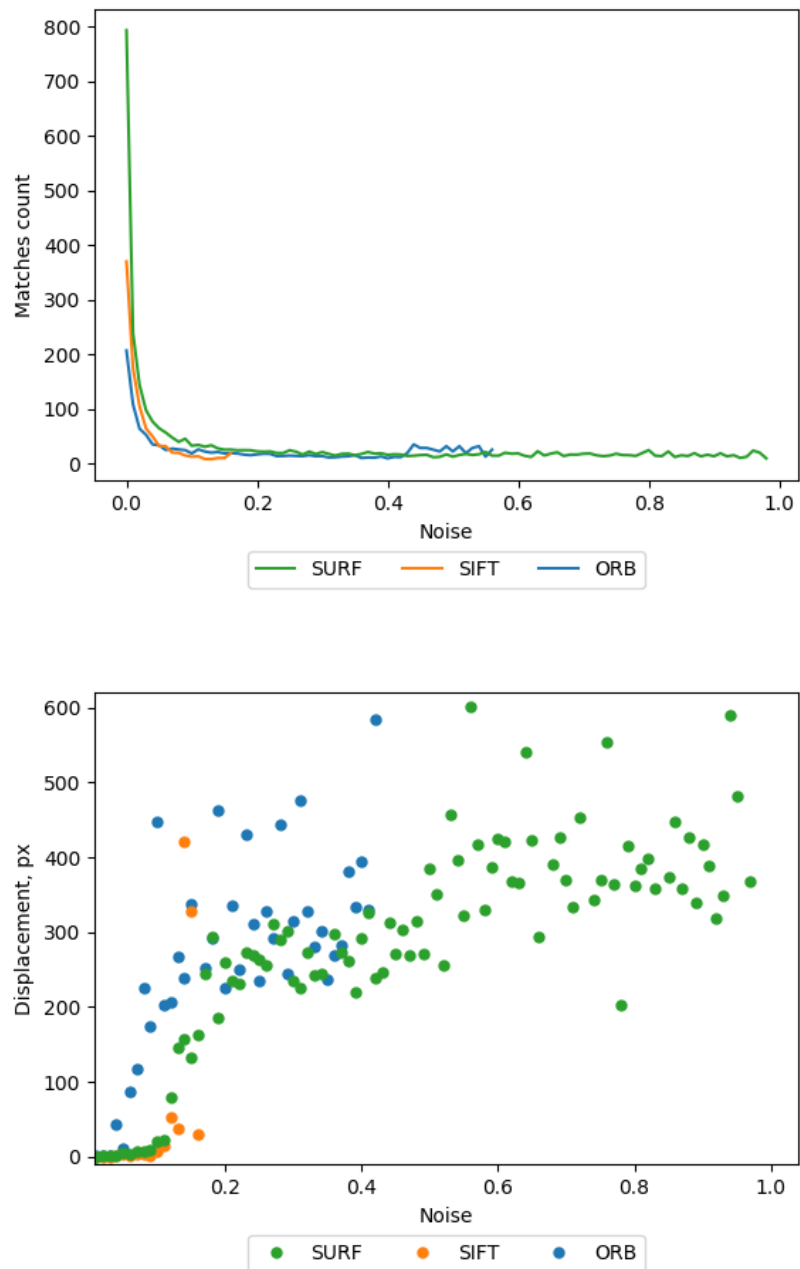 800
700
600
500
400
300
200
100
0
Matches count
0.0 0.2 0.4 0.6 0.8 1.0
Noise
SURF SIFT ORB
600
500
400
300
200
100
0
Displacement, px
0.2 0.4 0.6 0.8 1.0
Noise
SURF SIFT ORB